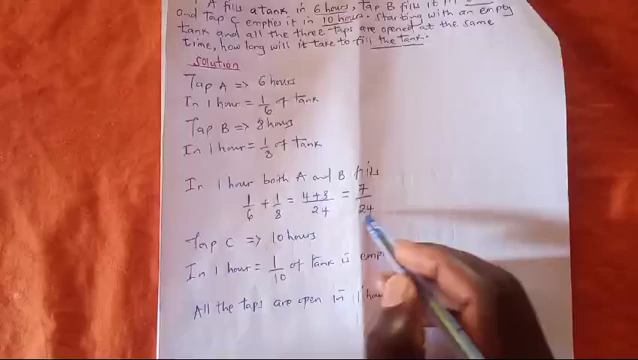 A fills a tank in 6 hours, tap B fills it in
and tap C empties it in 10 hours. Starting with an empty
tank and all the three taps are opened at the same
time, how long will it take to fill the tank.
Solution
Tap A => 6 hours
In 1 hour = 1/6 of tank
Tap B => 8 hours
In 1 hour = 1/8 of tank
In 1 hour both A and B fills
1/6 + 1/8 = 4+3/24 = 7/24
Tap C => 10 hours
In 1 hour = 1/10 of tank is
All the taps are open in 1 hour